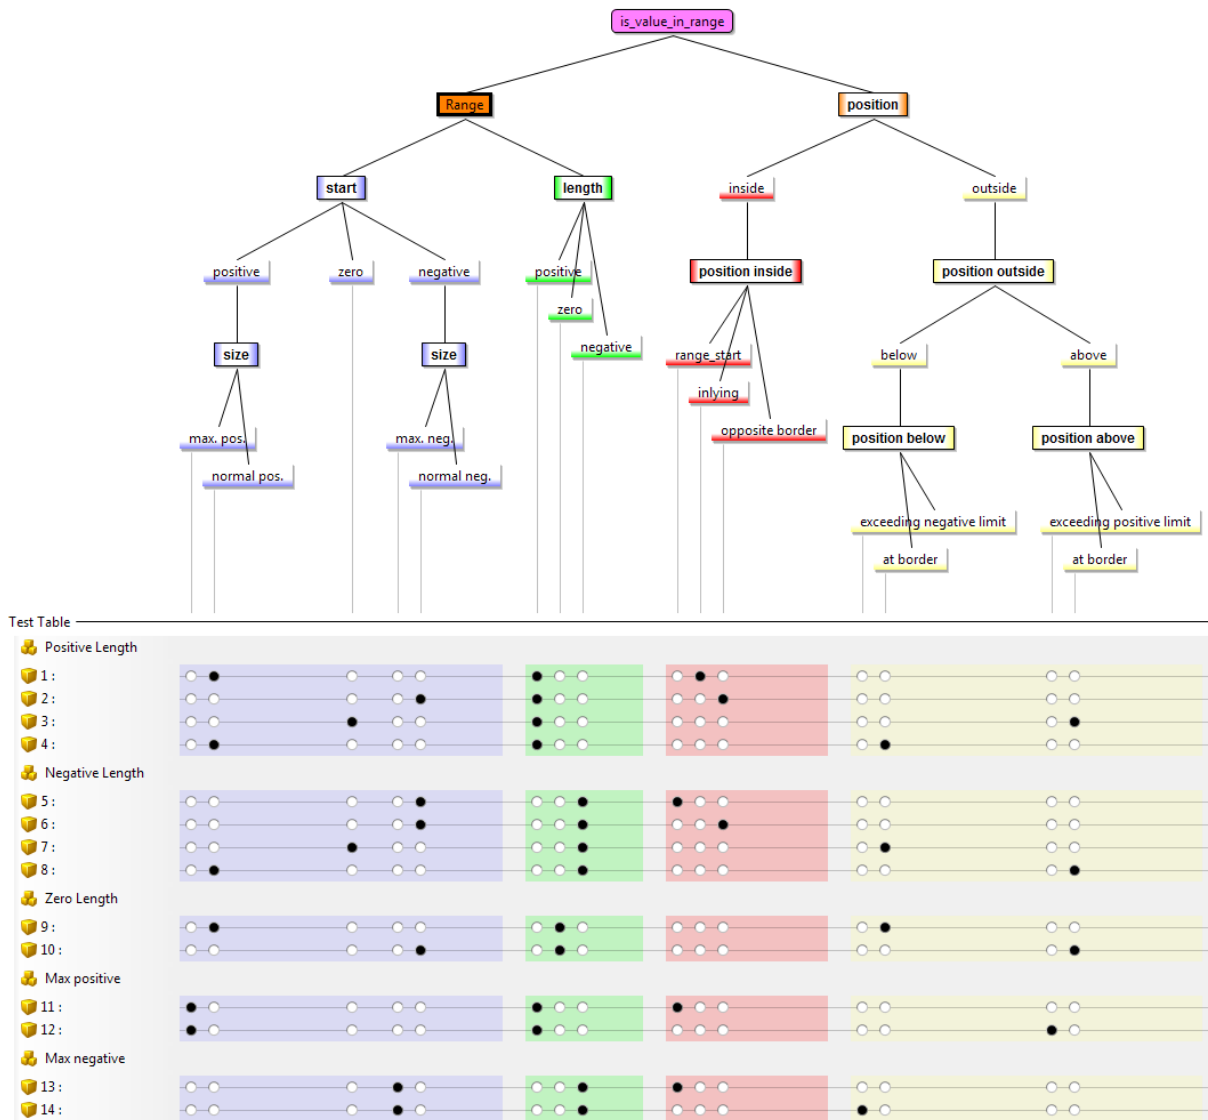 is_value_in_range
Range
position
start
length
inside
outside
positive
zero
negative
positive
position inside
position outside
zero
size
size
negative
range_start
below
above
inlying
max. pos.
max. neg.
opposite border
position below
position above
normal pos.
normal neg.
exceeding negative limit
exceeding positive limit
at border
at border
Test Table
Positive Length
1 :
2 :
3 :
4 :
Negative Length
5 :
6 :
7 :
8 :
Zero Length
9 :
10 :
Max positive
11 :
12 :
Max negative
13 :
14 :